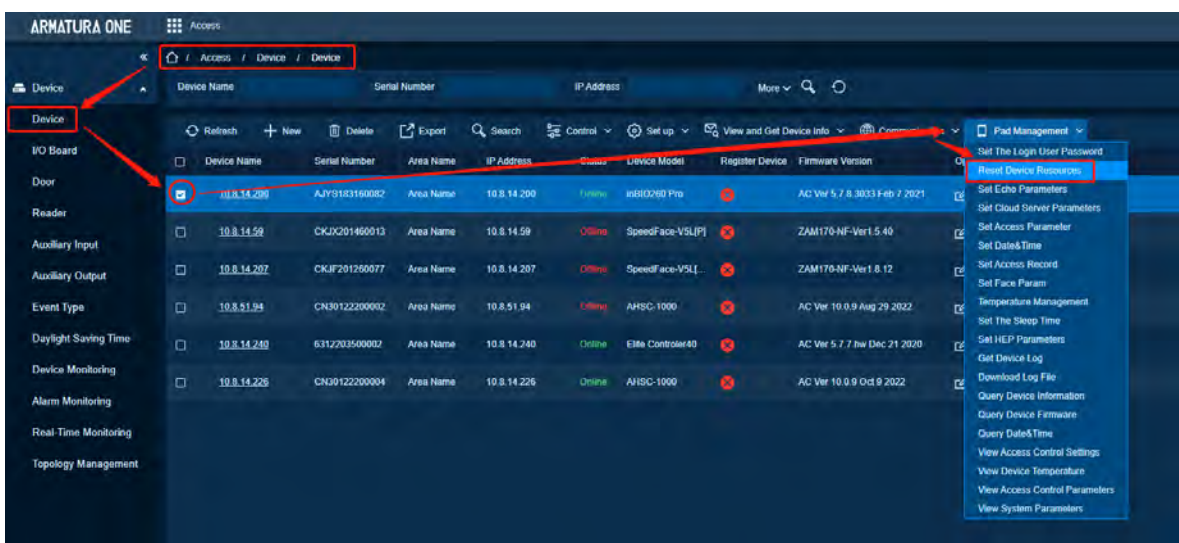 ARMATURA ONE
Access
/ Access / Device / Device
Device
Device Name Serial Number IP Address More
Device
Refresh New Delete Export Search Control Set up View and Get Device Info Pad Management
I/O Board
Device Name Serial Number Area Name IP Address Status Device Model Register Device Firmware Version
Set The Login User Password
Reset Device Resources
Door
10.8.14.200 AJYS183160082 Area Name 10.8.14.200 Online inBIO260 Pro AC Ver 5.7.8.3033 Feb 7 2021
Set Echo Parameters
Reader
Set Cloud Server Parameters
Auxiliary Input
10.8.14.59 CKJX201460013 Area Name 10.8.14.59 Offline SpeedFace-V5L[P] ZAM170-NF-Ver1.5.40
Set Access Parameter
Set Date&Time
Auxiliary Output
10.8.14.207 CKJF201260077 Area Name 10.8.14.207 Offline SpeedFace-V5L[... ZAM170-NF-Ver1.8.12
Set Access Record
Set Face Param
Event Type
10.8.51.94 CN30122200002 Area Name 10.8.51.94 Offline AHSC-1000 AC Ver 10.0.9 Aug 29 2022
Temperature Management
Set The Sleep Time
Daylight Saving Time
10.8.14.240 6312203500002 Area Name 10.8.14.240 Online Elite Controler40 AC Ver 5.7.7.hw Dec 21 2020
Set HEP Parameters
Get Device Log
Device Monitoring
10.8.14.226 CN30122200004 Area Name 10.8.14.226 Online AHSC-1000 AC Ver 10.0.9 Oct 9 2022
Download Log File
Query Device Information
Alarm Monitoring
Query Device Firmware
Real-Time Monitoring
Query Date&Time
View Access Control Settings
Topology Management
View Device Temperature
View Access Control Parameters
View System Parameters